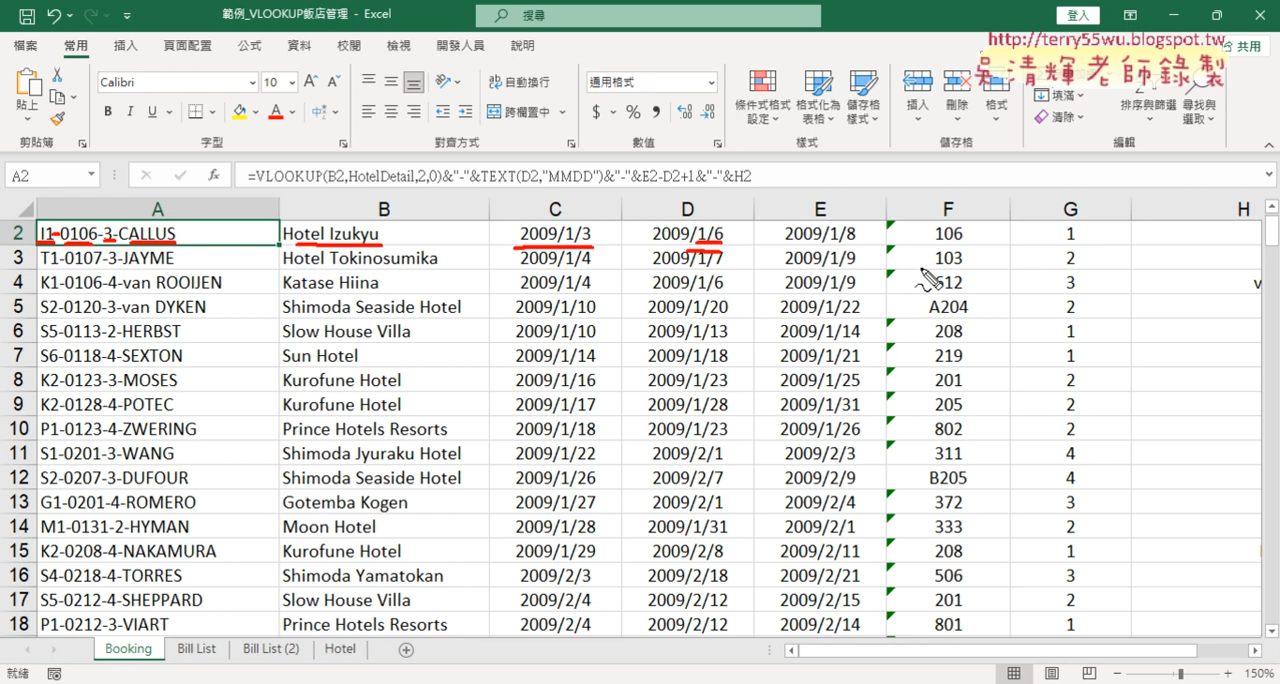 範例_VLOOKUP飯店管理 - Excel
搜尋
登入
檔案 常用 插入 頁面配置 公式 資料 校閱 檢視 開發人員 說明
http://terry55wu.blogspot.tw
共用
吳清輝老師錄製
貼上
剪貼簿
Calibri 10
B I U
字型
自動換行
跨欄置中
對齊方式
通用格式
$ % ,
數值
條件式格式設定
格式化為表格
儲存格樣式
樣式
插入 刪除 格式
儲存格
填滿
清除
排序與篩選 尋找與選取
編輯
A2 fx =VLOOKUP(B2,HotelDetail,2,0)&"-"&TEXT(D2,"MMDD")&"-"&E2-D2+1&"-"&H2
A B C D E F G H
2 I1-0106-3-CALLUS Hotel Izukyu 2009/1/3 2009/1/6 2009/1/8 106 1
3 T1-0107-3-JAYME Hotel Tokinosumika 2009/1/4 2009/1/7 2009/1/9 103 2
4 K1-0106-4-van ROOIJEN Katase Hiina 2009/1/4 2009/1/6 2009/1/9 612 3 v
5 S2-0120-3-van DYKEN Shimoda Seaside Hotel 2009/1/10 2009/1/20 2009/1/22 A204 2
6 S5-0113-2-HERBST Slow House Villa 2009/1/10 2009/1/13 2009/1/14 208 1
7 S6-0118-4-SEXTON Sun Hotel 2009/1/14 2009/1/18 2009/1/21 219 1
8 K2-0123-3-MOSES Kurofune Hotel 2009/1/16 2009/1/23 2009/1/25 201 2
9 K2-0128-4-POTEC Kurofune Hotel 2009/1/17 2009/1/28 2009/1/31 205 2
10 P1-0123-4-ZWERING Prince Hotels Resorts 2009/1/18 2009/1/23 2009/1/26 802 2
11 S1-0201-3-WANG Shimoda Jyuraku Hotel 2009/1/22 2009/2/1 2009/2/3 311 4
12 S2-0207-3-DUFOUR Shimoda Seaside Hotel 2009/1/26 2009/2/7 2009/2/9 B205 4
13 G1-0201-4-ROMERO Gotemba Kogen 2009/1/28 2009/2/1 2009/2/4 372 3
14 M1-0131-2-HYMAN Moon Hotel 2009/1/28 2009/1/31 2009/2/1 333 2
15 K2-0208-4-NAKAMURA Kurofune Hotel 2009/1/29 2009/2/8 2009/2/11 208 1
16 S4-0218-4-TORRES Shimoda Yamatokan 2009/2/3 2009/2/18 2009/2/21 506 3
17 S5-0212-4-SHEPPARD Slow House Villa 2009/2/4 2009/2/12 2009/2/15 201 2
18 P1-0212-3-VIART Prince Hotels Resorts 2009/2/4 2009/2/12 2009/2/14 801 1
Booking Bill List Bill List (2) Hotel
就緒
150%